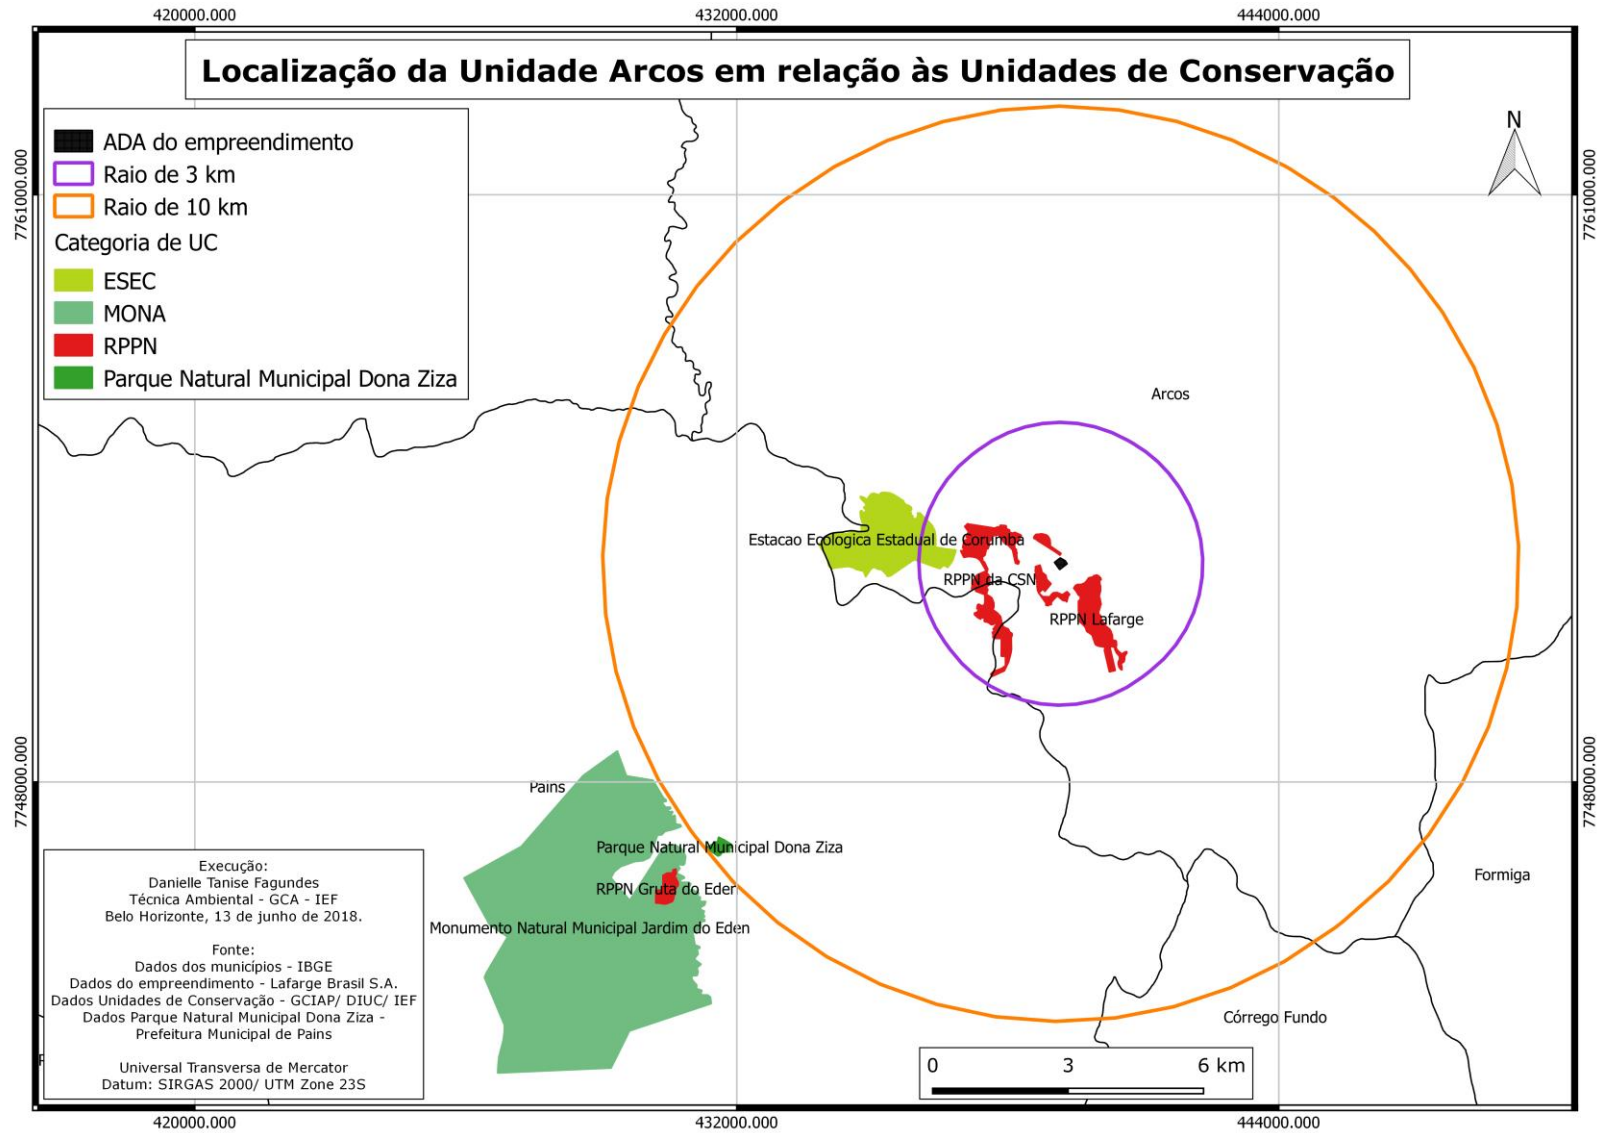 420000.000
432000.000
444000.000
Localização da Unidade Arcos em relação às Unidades de Conservação
ADA do empreendimento
Raio de 3 km
Raio de 10 km
Categoria de UC
ESEC
MONA
RPPN
Parque Natural Municipal Dona Ziza
N
7761000.000
7761000.000
Arcos
Estacao Ecologica Estadual de Corumba
RPPN da CSN
RPPN Lafarge
7748000.000
7748000.000
Pains
Parque Natural Municipal Dona Ziza
RPPN Gruta do Eden
Monumento Natural Municipal Jardim do Eden
Formiga
Córrego Fundo
Execução:
Danielle Tanise Fagundes
Técnica Ambiental - GCA - IEF
Belo Horizonte, 13 de junho de 2018.
Fonte:
Dados dos municípios - IBGE
Dados do empreendimento - Lafarge Brasil S.A.
Dados Unidades de Conservação - GCIAP/ DIUC/ IEF
Dados Parque Natural Municipal Dona Ziza -
Prefeitura Municipal de Pains
Universal Transversa de Mercator
Datum: SIRGAS 2000/ UTM Zone 23S
0 3 6 km
420000.000
432000.000
444000.000